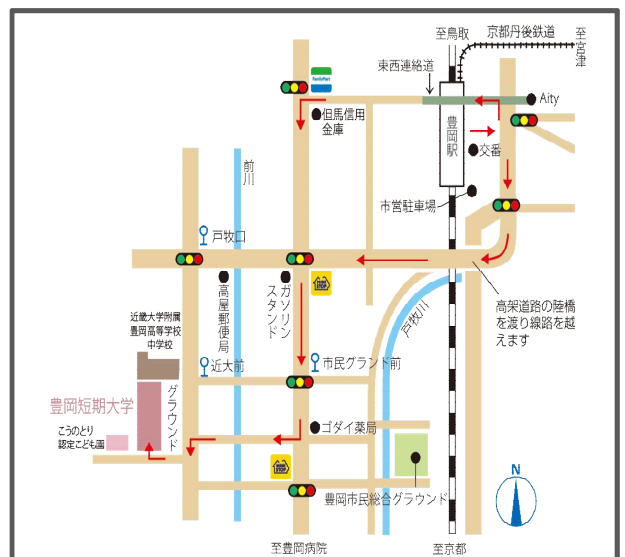 至鳥取
京都丹後鉄道
至宮津
東西連絡道
FamilyMart
Aity
但馬信用
金庫
豊岡駅
交番
前川
市営駐車場
戸牧口
高屋郵便局
ガソリン
スタンド
戸牧川
高架道路の陸橋
を渡り線路を越
えます
近畿大学附属
豊岡高等学校
中学校
近大前
市民グランド前
豊岡短期大学
グラウンド
こうのとり
認定こども園
ゴダイ薬局
豊岡市民総合グラウンド
N
至豊岡病院
至京都